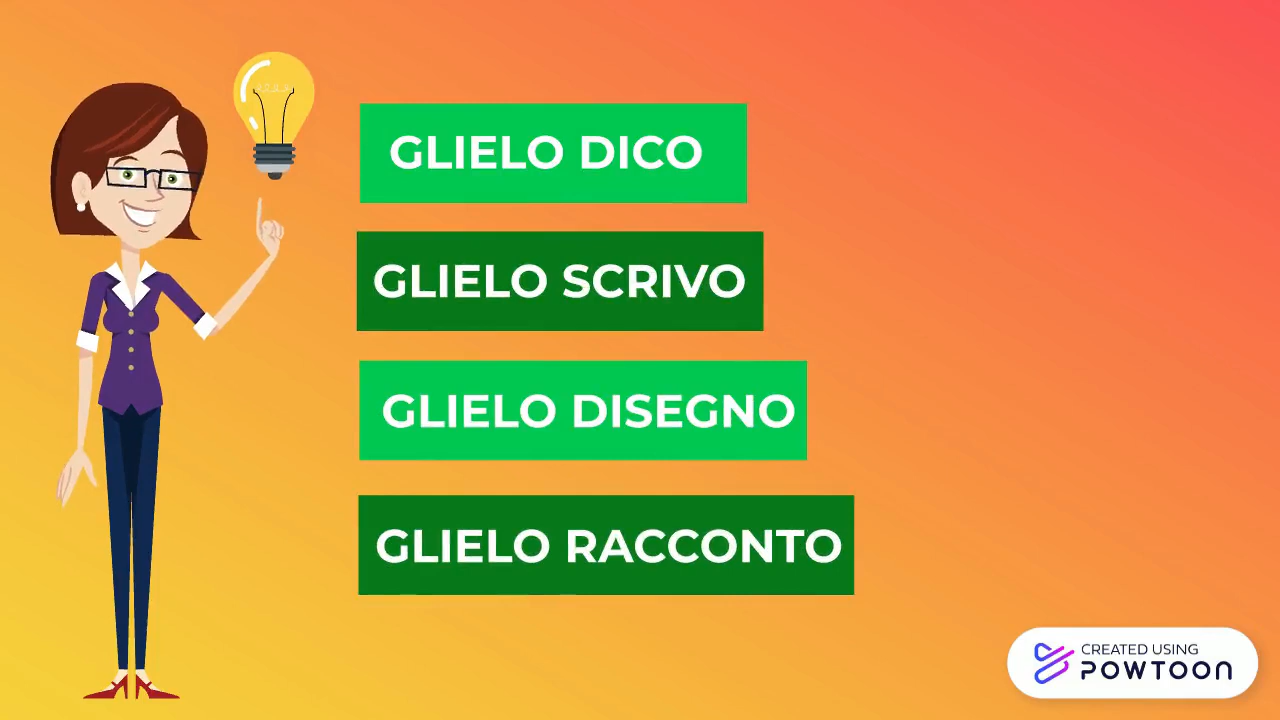 GLIELO DICO
GLIELO SCRIVO
GLIELO DISEGNO
GLIELO RACCONTO
CREATED USING
POWTOON